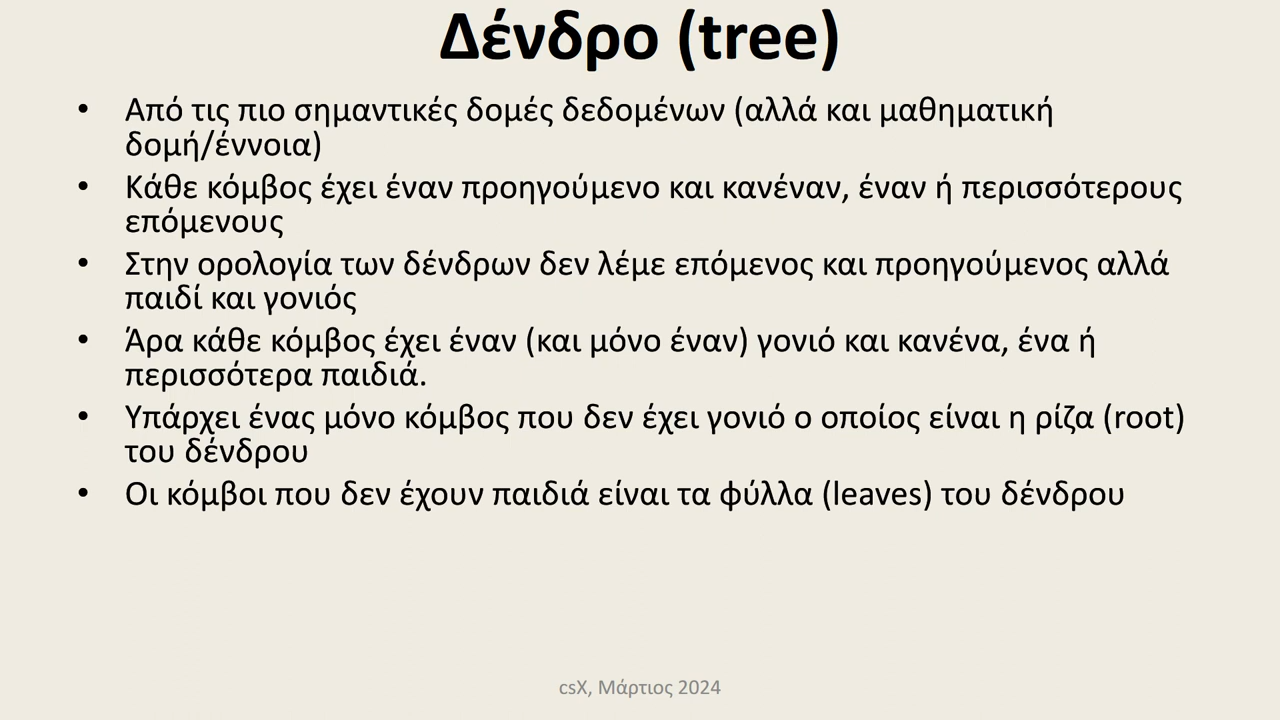 Δένδρο (tree)
• Από τις πιο σημαντικές δομές δεδομένων (αλλά και μαθηματική
δομή/έννοια)
• Κάθε κόμβος έχει έναν προηγούμενο και κανέναν, έναν ή περισσότερους
επόμενους
• Στην ορολογία των δένδρων δεν λέμε επόμενος και προηγούμενος αλλά
παιδί και γονιός
• Άρα κάθε κόμβος έχει έναν (και μόνο έναν) γονιό και κανένα, ένα ή
περισσότερα παιδιά.
• Υπάρχει ένας μόνο κόμβος που δεν έχει γονιό ο οποίος είναι η ρίζα (root)
του δένδρου
• Οι κόμβοι που δεν έχουν παιδιά είναι τα φύλλα (leaves) του δένδρου
csX, Μάρτιος 2024